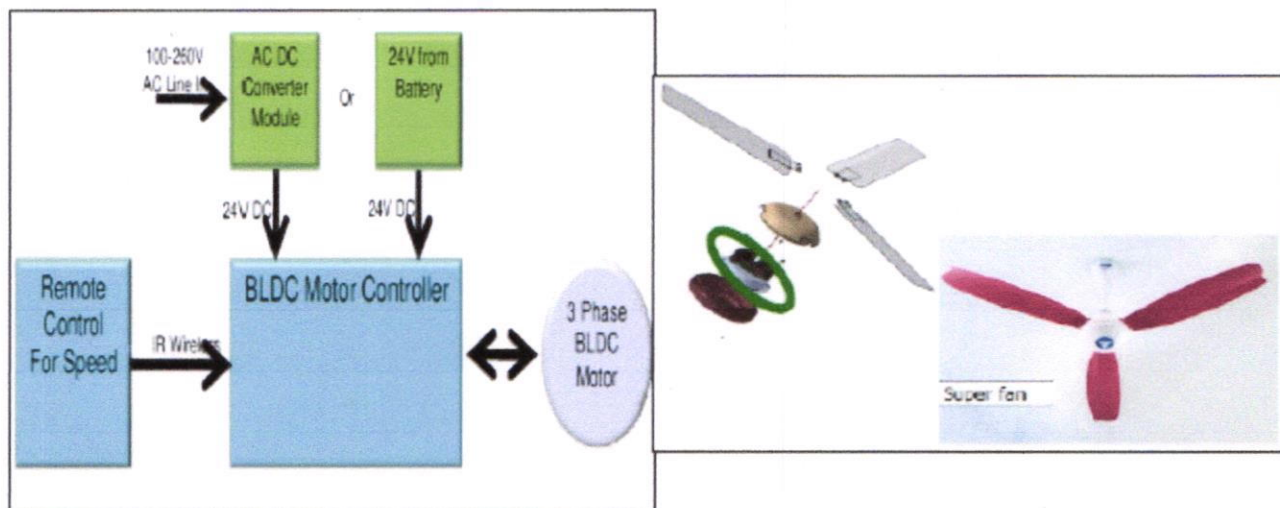 100-260V
AC Line I
AC DC
Converter
Module
Or
24V from
Battery
24V DC
24V DC
Remote
Control
For Speed
IR Wireless
BLDC Motor Controller
3 Phase
BLDC
Motor
Super fan